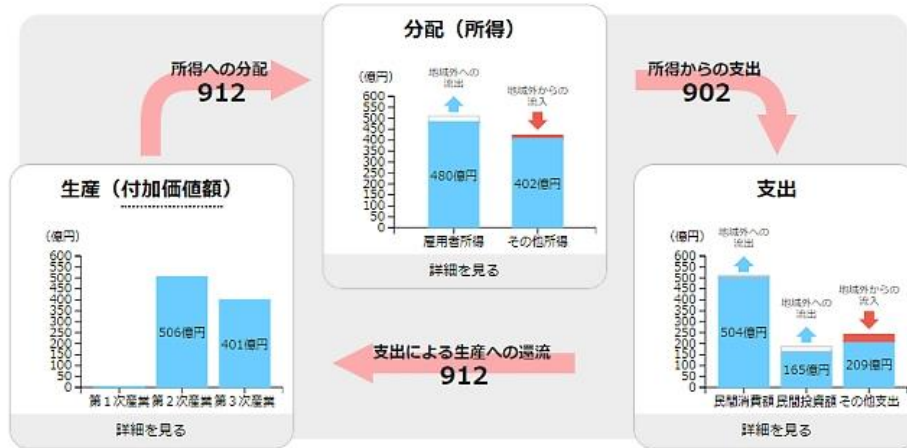 分配（所得）
所得への分配
912
（億円）
地域外への
流出
地域外からの
流入
600
550
500
450
400
350
300
250
200
150
100
50
0
480億円
402億円
雇用者所得
その他所得
詳細を見る
所得からの支出
902
生産（付加価値額）
（億円）
600
550
500
450
400
350
300
250
200
150
100
50
0
506億円
401億円
第１次産業
第２次産業
第３次産業
詳細を見る
支出による生産への還流
912
支出
（億円）
地域外への
流出
地域外への
流出
地域外からの
流入
600
550
500
450
400
350
300
250
200
150
100
50
0
504億円
165億円
209億円
民間消費額
民間投資額
その他支出
詳細を見る